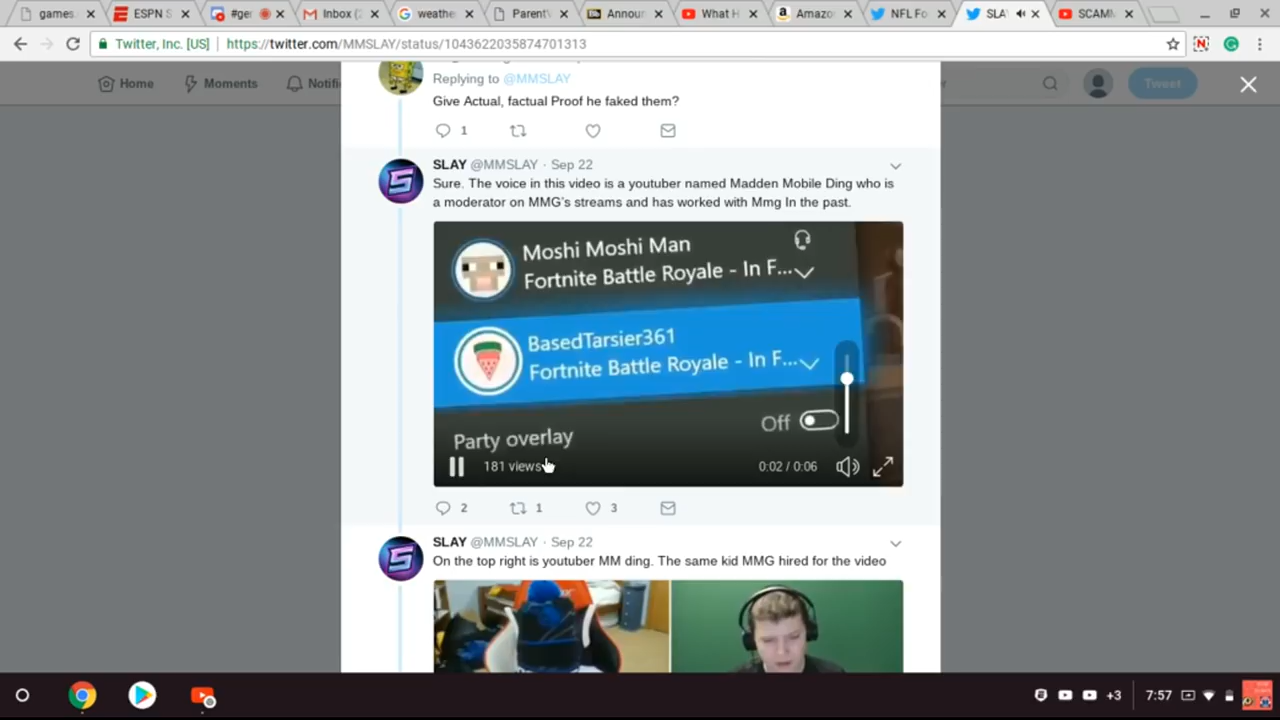 games.
ESPN S
#ge
Inbox (2
weathe
Parent'
Annou
What H
Amazo
NFL Fo
SLA
SCAMM
Twitter, Inc. [US]
https://twitter.com/MMSLAY/status/1043622035874701313
Home
Moments
Notifi
Tweet
Replying to @MMSLAY
Give Actual, factual Proof he faked them?
1
SLAY @MMSLAY · Sep 22
Sure. The voice in this video is a youtuber named Madden Mobile Ding who is
a moderator on MMG's streams and has worked with Mmg In the past.
Moshi Moshi Man
Fortnite Battle Royale - In F...
BasedTarsier361
Fortnite Battle Royale - In F...
Off
Party overlay
181 views
0:02 / 0:06
2 1 3
SLAY @MMSLAY · Sep 22
On the top right is youtuber MM ding. The same kid MMG hired for the video
+3
7:57